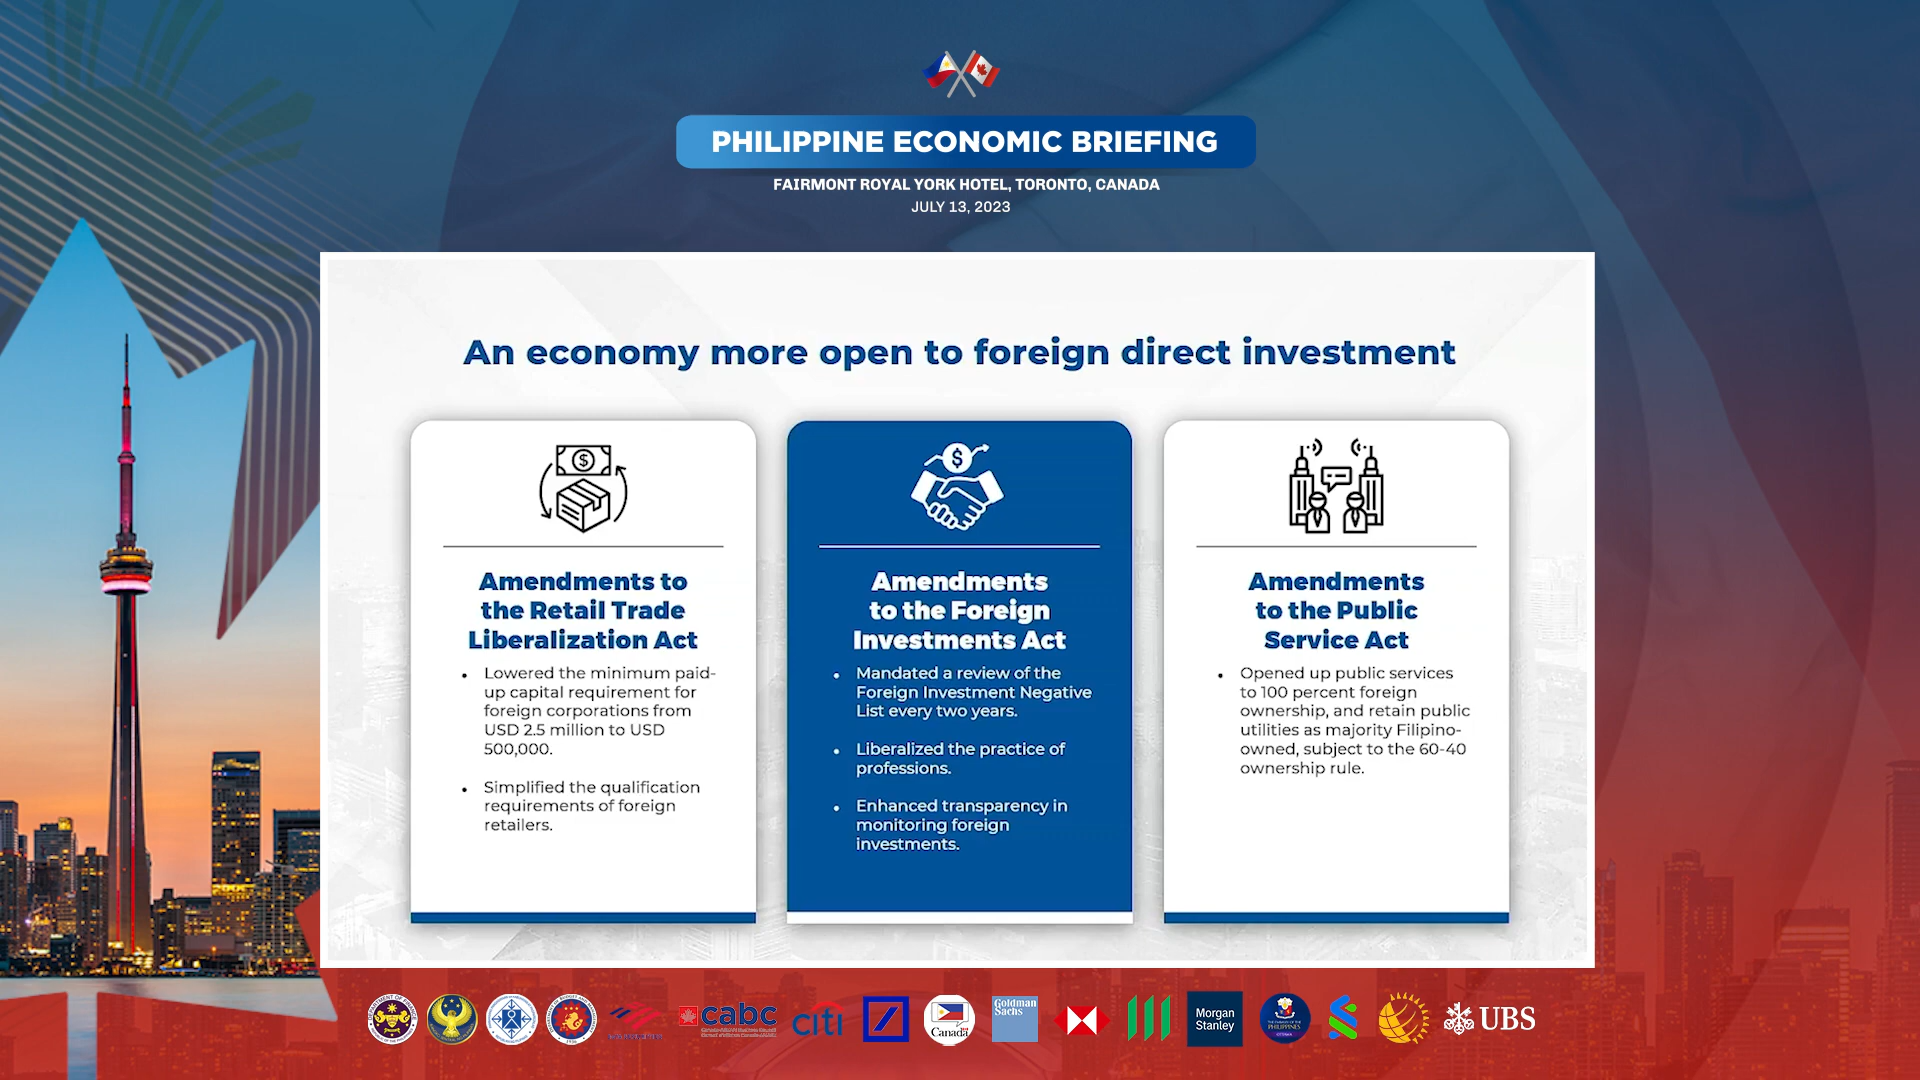 PHILIPPINE ECONOMIC BRIEFING
FAIRMONT ROYAL YORK HOTEL, TORONTO, CANADA
JULY 13, 2023
An economy more open to foreign direct investment
Amendments to
the Retail Trade
Liberalization Act
• Lowered the minimum paid-
up capital requirement for
foreign corporations from
USD 2.5 million to USD
500,000.
• Simplified the qualification
requirements of foreign
retailers.
Amendments
to the Foreign
Investments Act
• Mandated a review of the
Foreign Investment Negative
List every two years.
• Liberalized the practice of
professions.
• Enhanced transparency in
monitoring foreign
investments.
Amendments
to the Public
Service Act
• Opened up public services
to 100 percent foreign
ownership, and retain public
utilities as majority Filipino-
owned, subject to the 60-40
ownership rule.
cabc
citi
Canada
Goldman
Sachs
Morgan
Stanley
PHILIPPINES
UBS